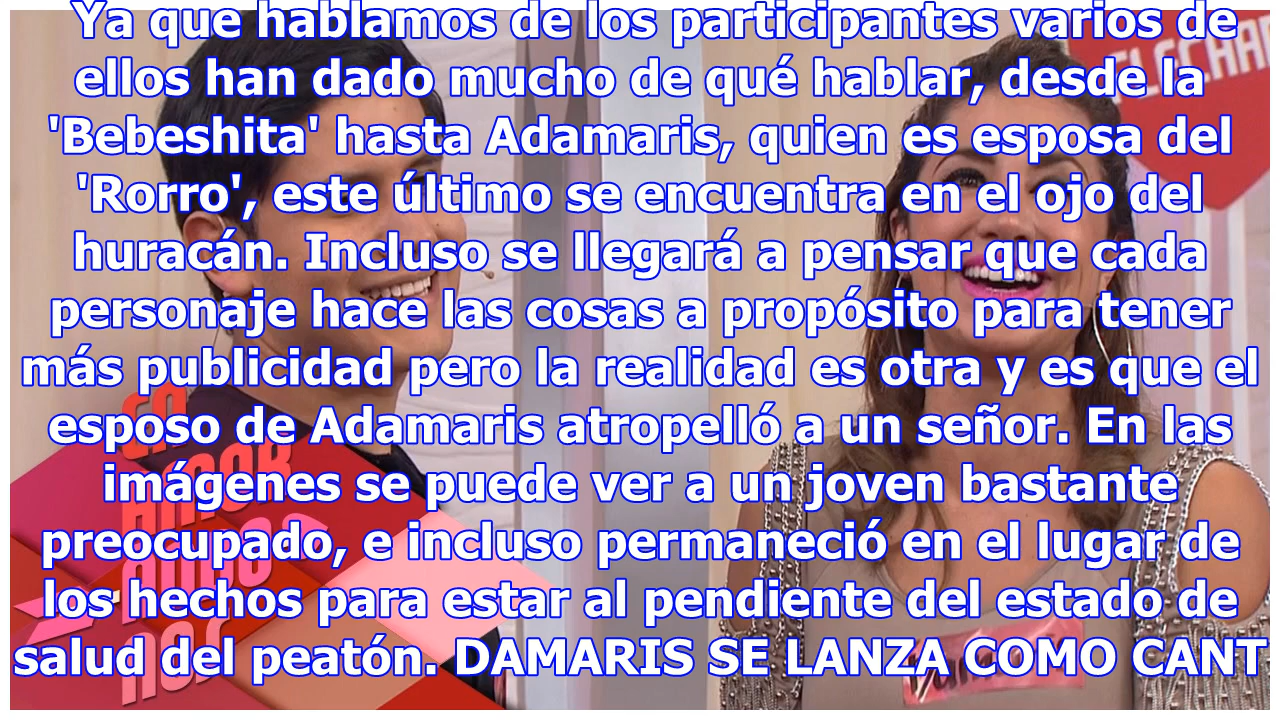 Ya que hablamos de los participantes varios de
ellos han dado mucho de qué hablar, desde la
'Bebeshita' hasta Adamaris, quien es esposa del
'Rorro', este último se encuentra en el ojo del
huracán. Incluso se llegará a pensar que cada
personaje hace las cosas a propósito para tener
más publicidad pero la realidad es otra y es que el
esposo de Adamaris atropelló a un señor. En las
imágenes se puede ver a un joven bastante
preocupado, e incluso permaneció en el lugar de
los hechos para estar al pendiente del estado de
salud del peatón. DAMARIS SE LANZA COMO CANT
EN
AMOR
ANDO
NOS